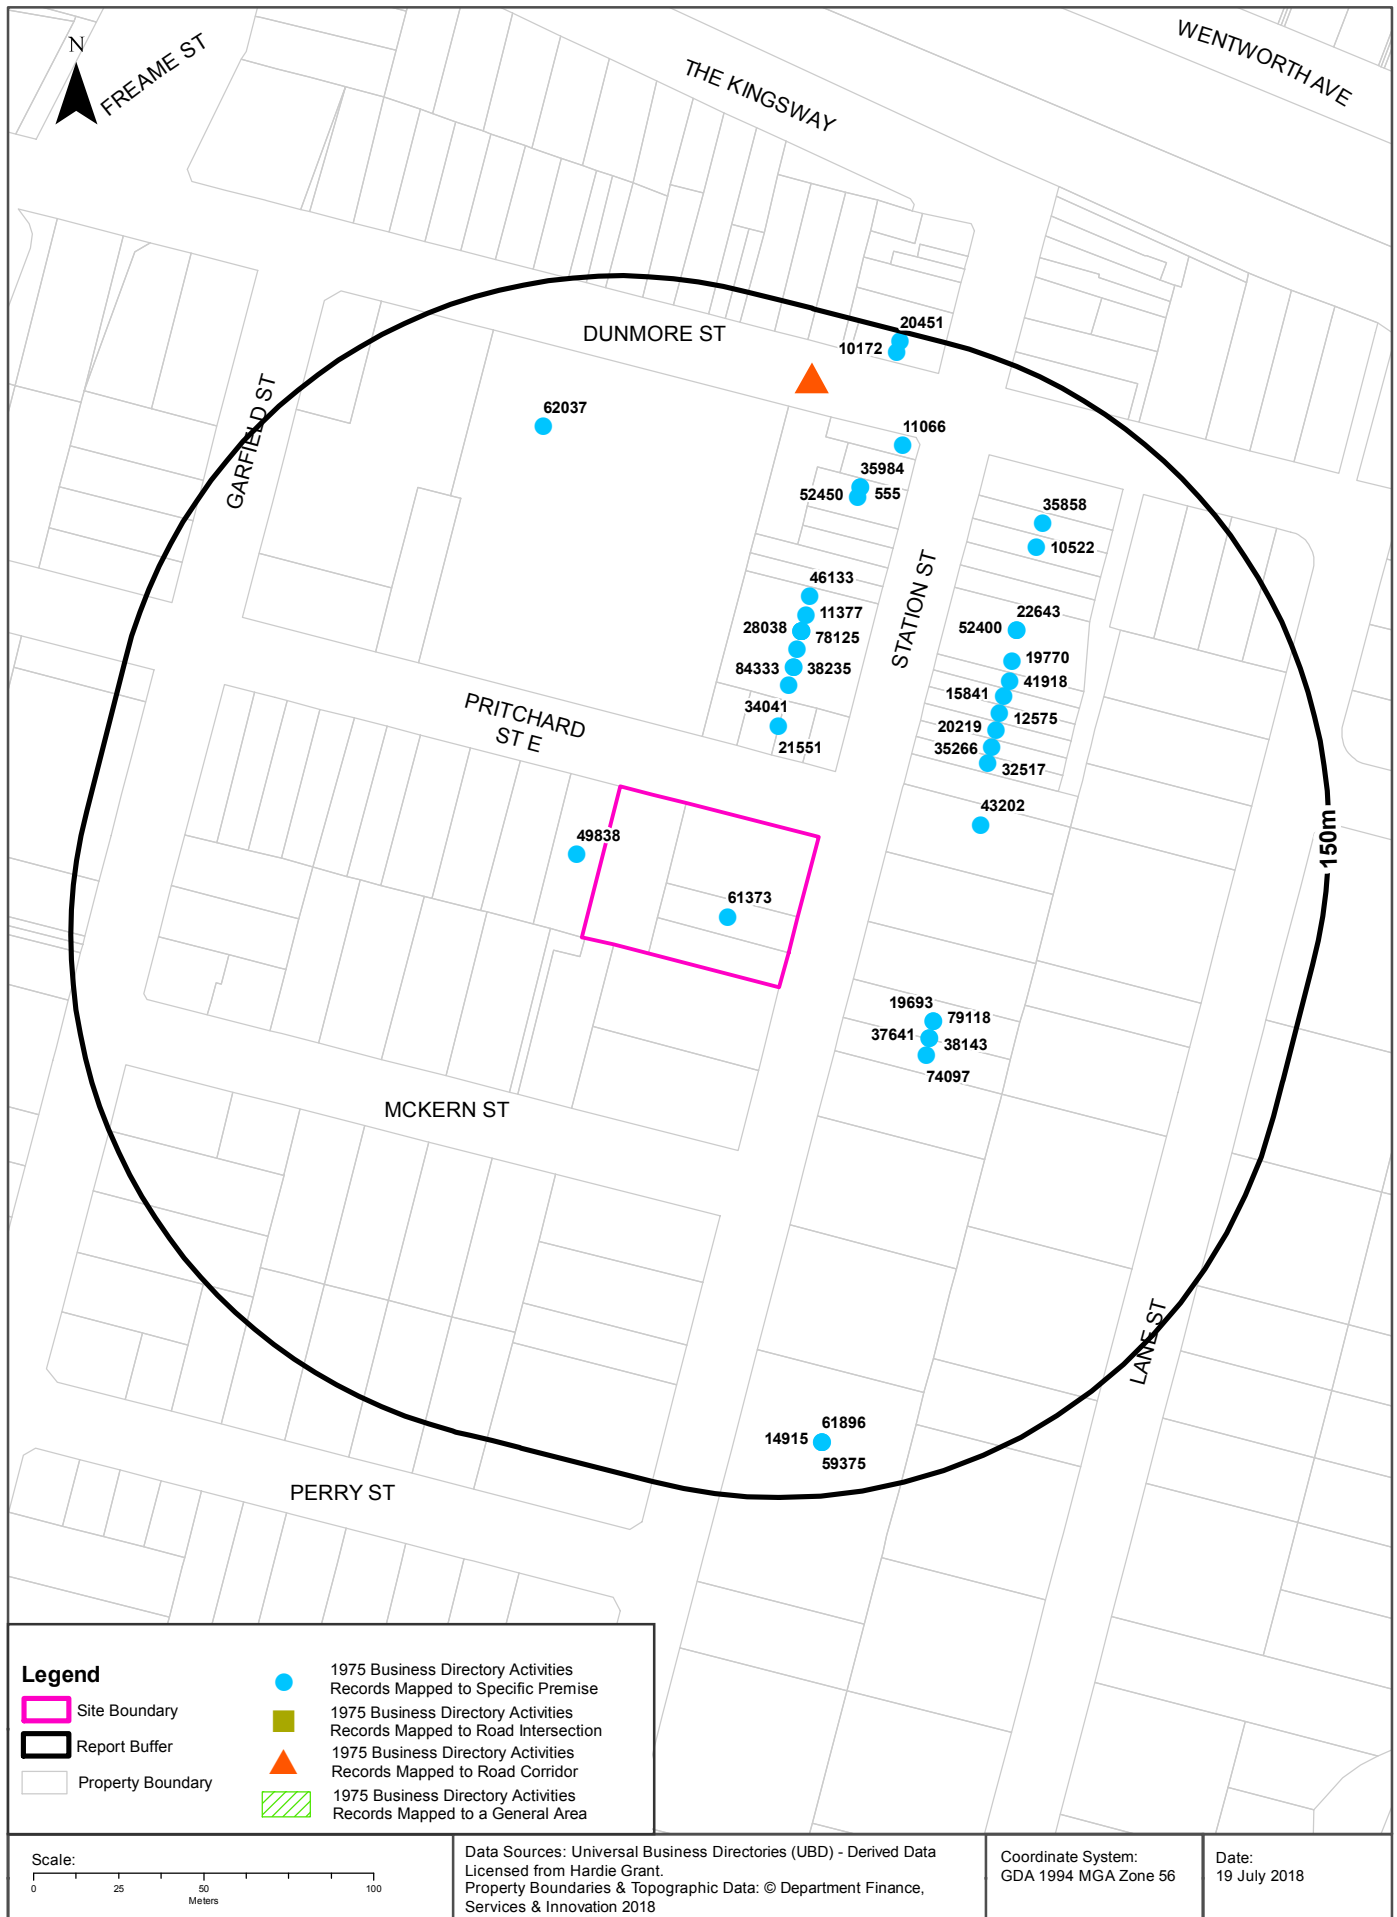 N
FREAME ST
THE KINGSWAY
WENTWORTH AVE
DUNMORE ST
20451
10172
62037
GARFIELD ST
11066
35984
52450
555
35858
10522
STATION ST
46133
11377
28038
78125
84333
38235
34041
21551
22643
52400
19770
41918
15841
12575
20219
35266
32517
PRITCHARD
ST E
43202
150m
49838
61373
19693
79118
37641
38143
74097
MCKERN ST
LANE ST
61896
14915
59375
PERRY ST
Legend
Site Boundary
Report Buffer
Property Boundary
1975 Business Directory Activities
Records Mapped to Specific Premise
1975 Business Directory Activities
Records Mapped to Road Intersection
1975 Business Directory Activities
Records Mapped to Road Corridor
1975 Business Directory Activities
Records Mapped to a General Area
Scale:
0 25 50 100
Meters
Data Sources: Universal Business Directories (UBD) - Derived Data
Licensed from Hardie Grant.
Property Boundaries & Topographic Data: © Department Finance,
Services & Innovation 2018
Coordinate System:
GDA 1994 MGA Zone 56
Date:
19 July 2018